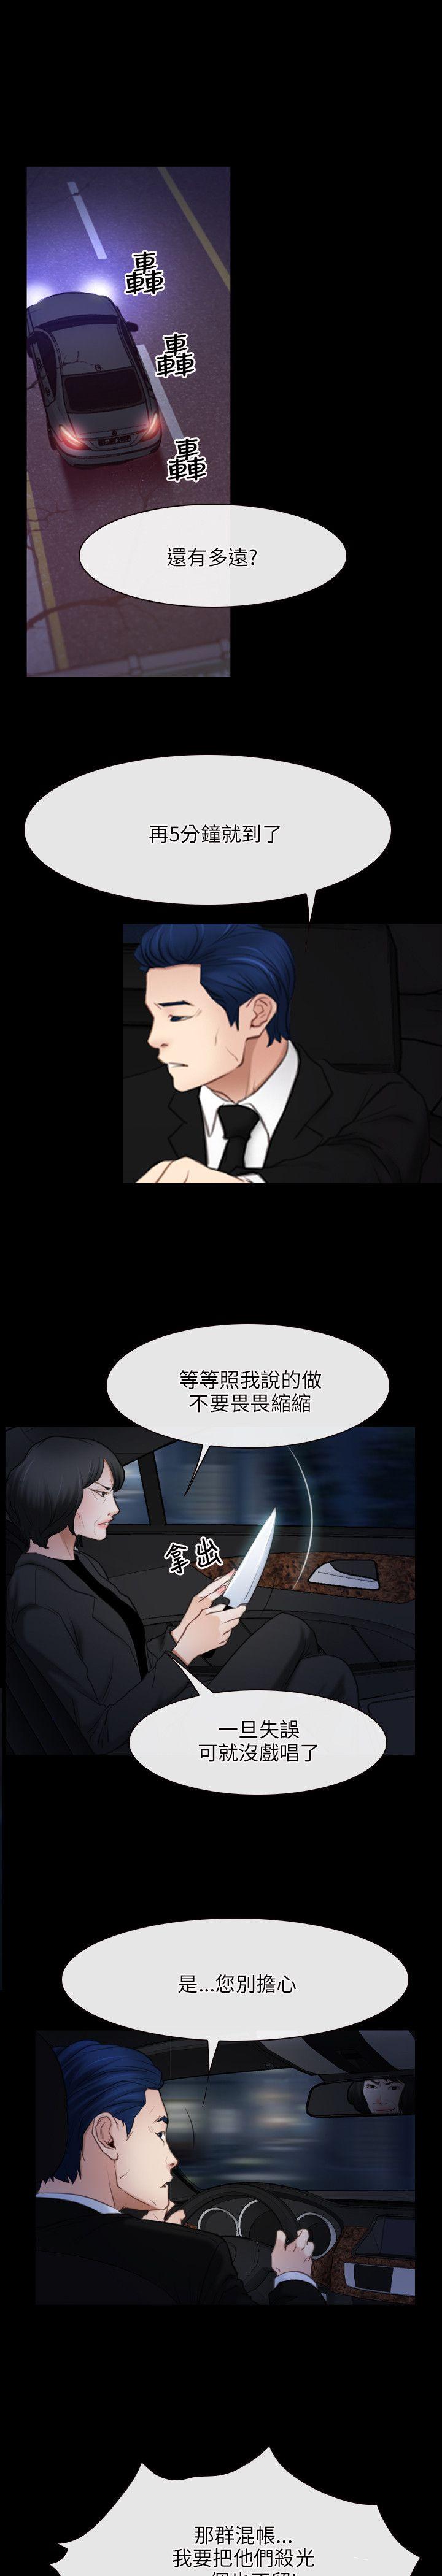 轟
轟
轟
還有多遠?
再5分鐘就到了
等等照我說的做
不要畏畏縮縮
拿出
一旦失誤
可就沒戲唱了
是...您別擔心
那群混帳...
我要把他們殺光